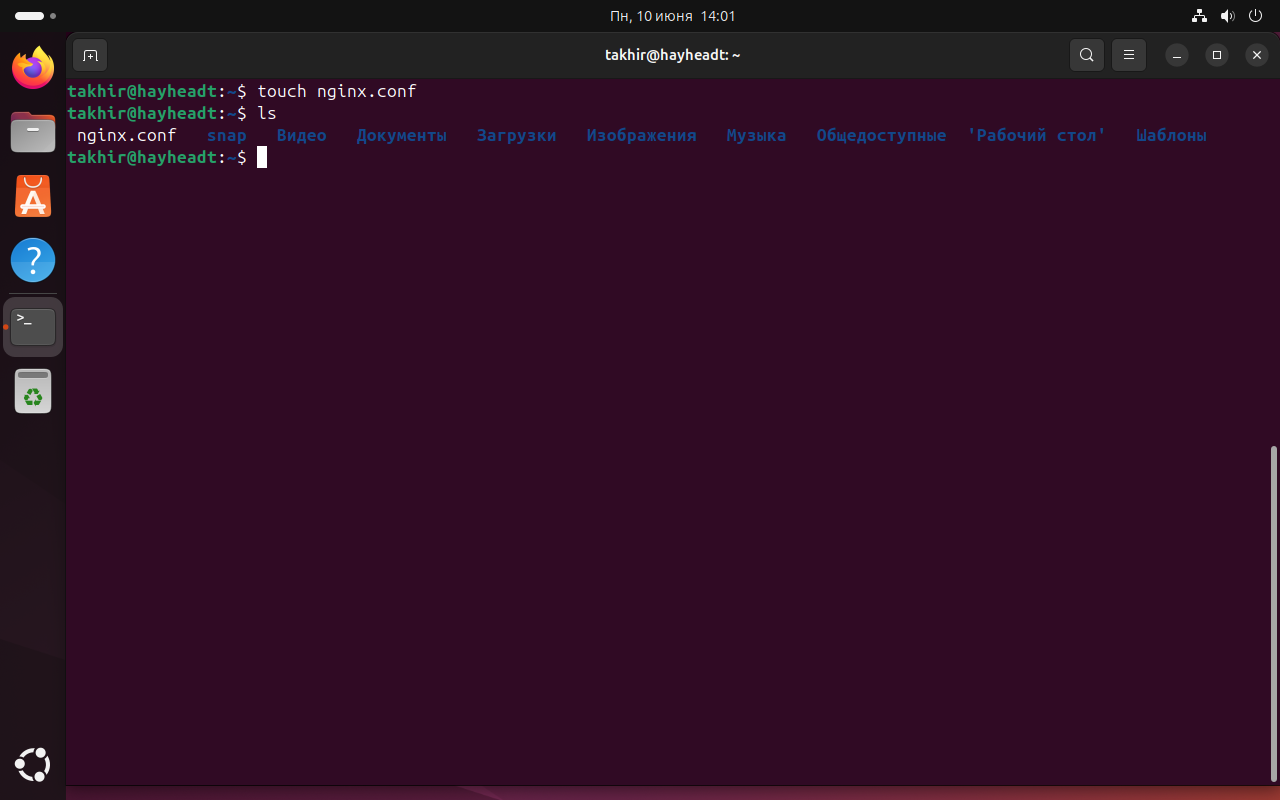 Пн, 10 июня 14:01
takhir@hayheadt: ~
takhir@hayheadt:~$ touch nginx.conf
takhir@hayheadt:~$ ls
nginx.conf snap Видео Документы Загрузки Изображения Музыка Общедоступные 'Рабочий стол' Шаблоны
takhir@hayheadt:~$